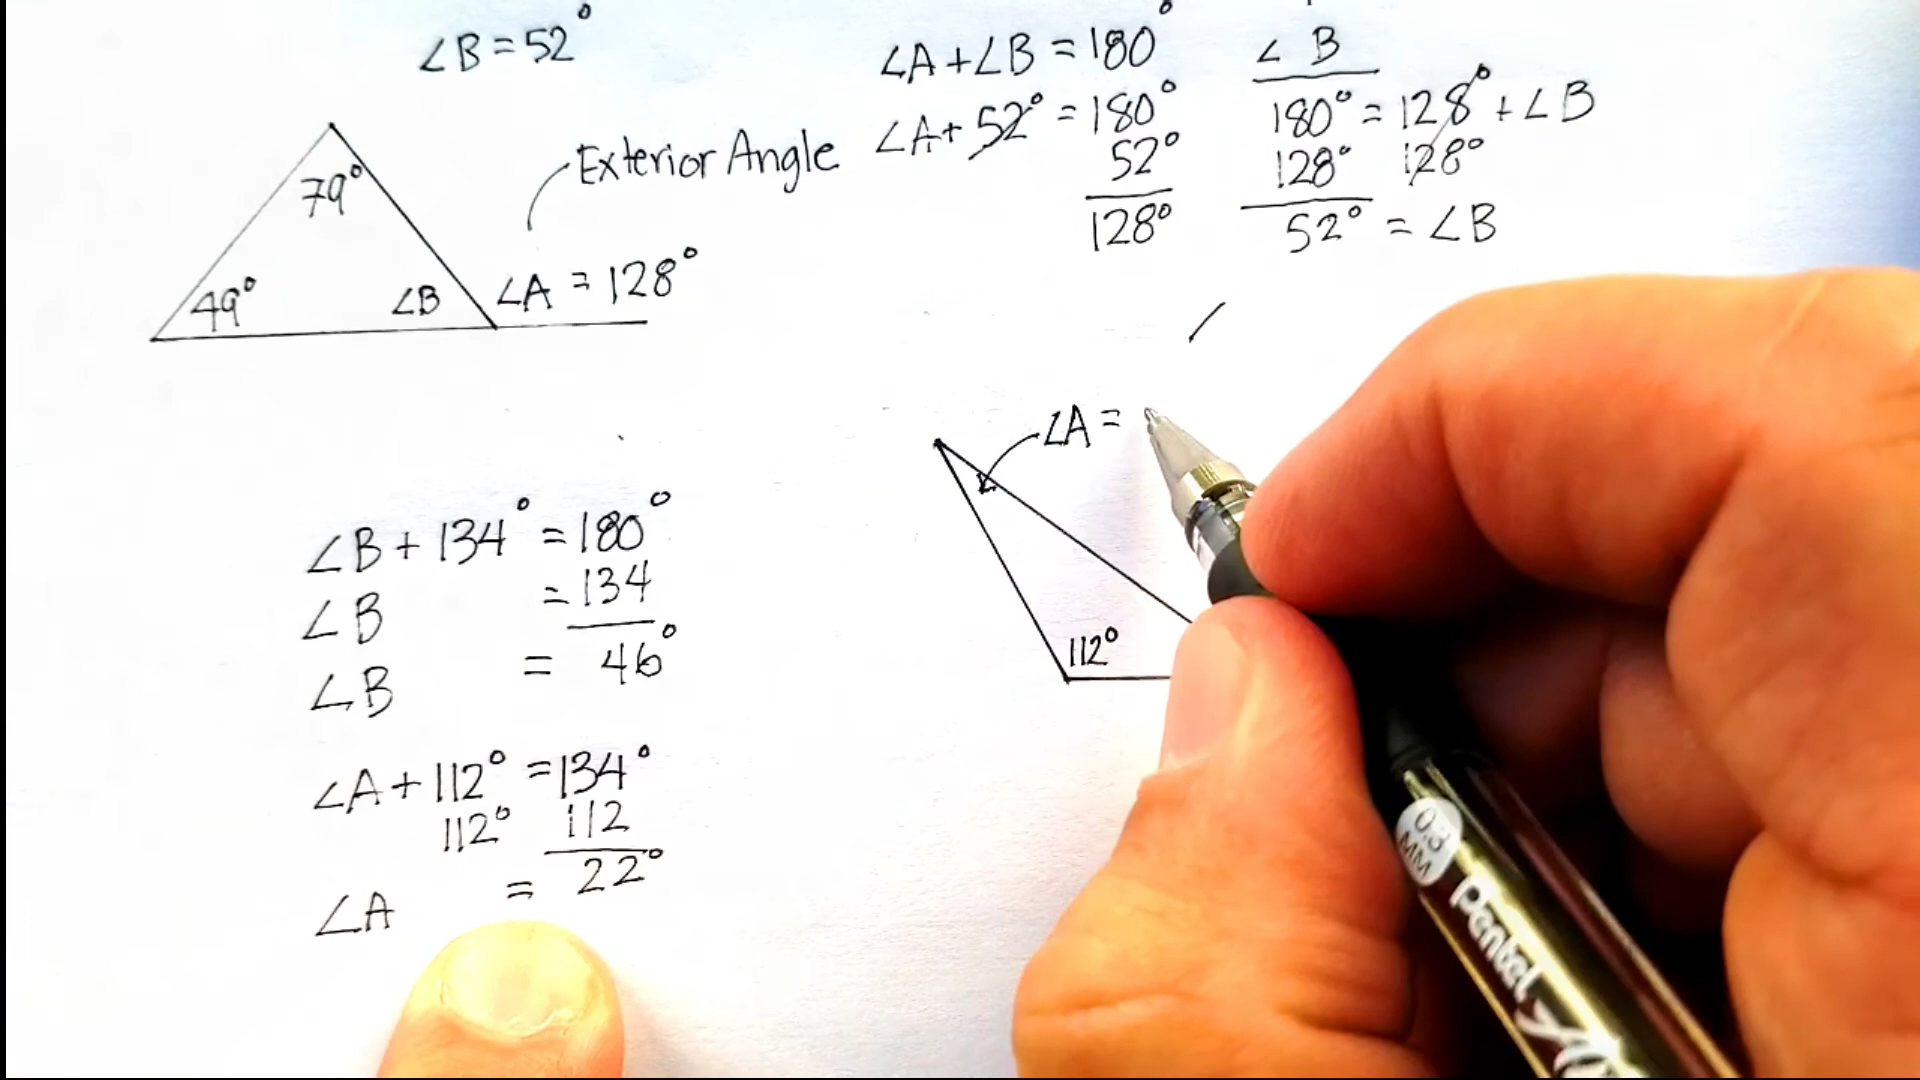 ∠B = 52°
79°
49°
∠B
∠A = 128°
Exterior Angle
∠A + ∠B = 180°
∠A + 52° = 180°
52°
128°
∠ B
180° = 128° + ∠B
128° 128°
52° = ∠B
∠B + 134° = 180°
∠B = 134
∠B = 46°
∠A + 112° = 134°
112° 112
∠A = 22°
∠A =
112°
0.3
MM
Pentel